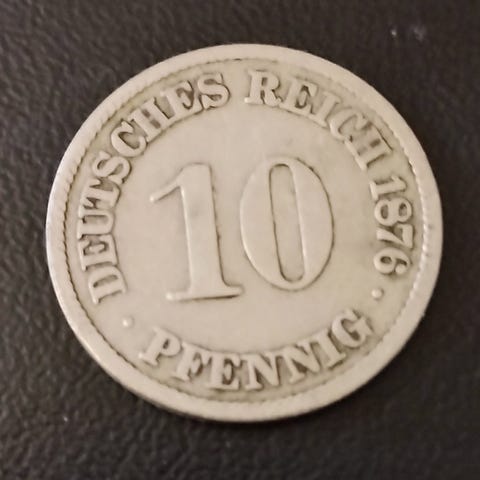 DEUTSCHES REICH 1876
10
· PFENNIG ·